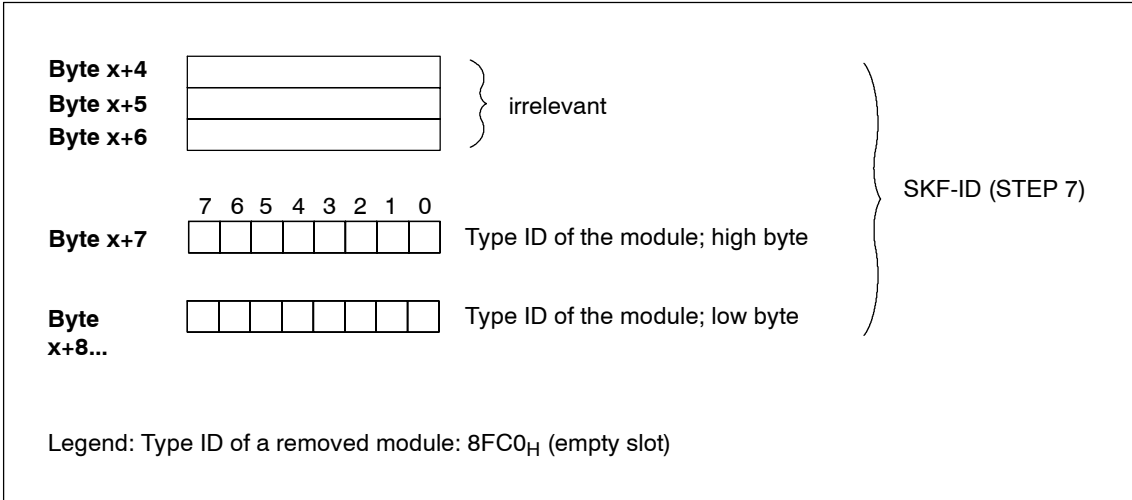 Byte x+4
Byte x+5
irrelevant
Byte x+6
SKF-ID (STEP 7)
7 6 5 4 3 2 1 0
Byte x+7 Type ID of the module; high byte
Byte Type ID of the module; low byte
x+8...
Legend: Type ID of a removed module: 8FC0H (empty slot)